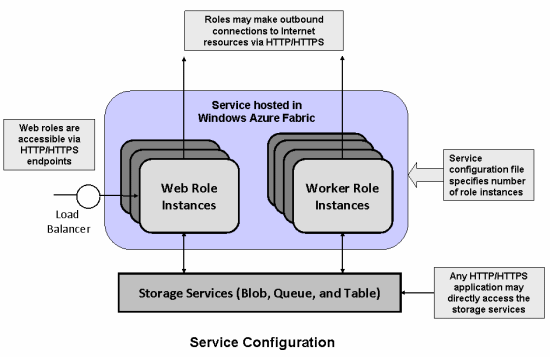 Roles may make outbound
connections to Internet
resources via HTTP/HTTPS
Service hosted in
Windows Azure Fabric
Web roles are
accessible via
HTTP/HTTPS
endpoints
Web Role
Instances
Worker Role
Instances
Service
configuration file
specifies number
of role instances
Load
Balancer
Storage Services (Blob, Queue, and Table)
Any HTTP/HTTPS
application may
directly access the
storage services
Service Configuration